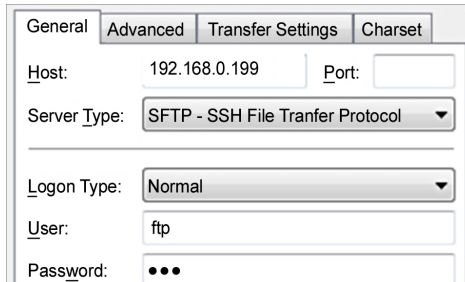 General Advanced Transfer Settings Charset
Host: 192.168.0.199 Port:
Server Type: SFTP - SSH File Tranfer Protocol
Logon Type: Normal
User: ftp
Password: ●●●